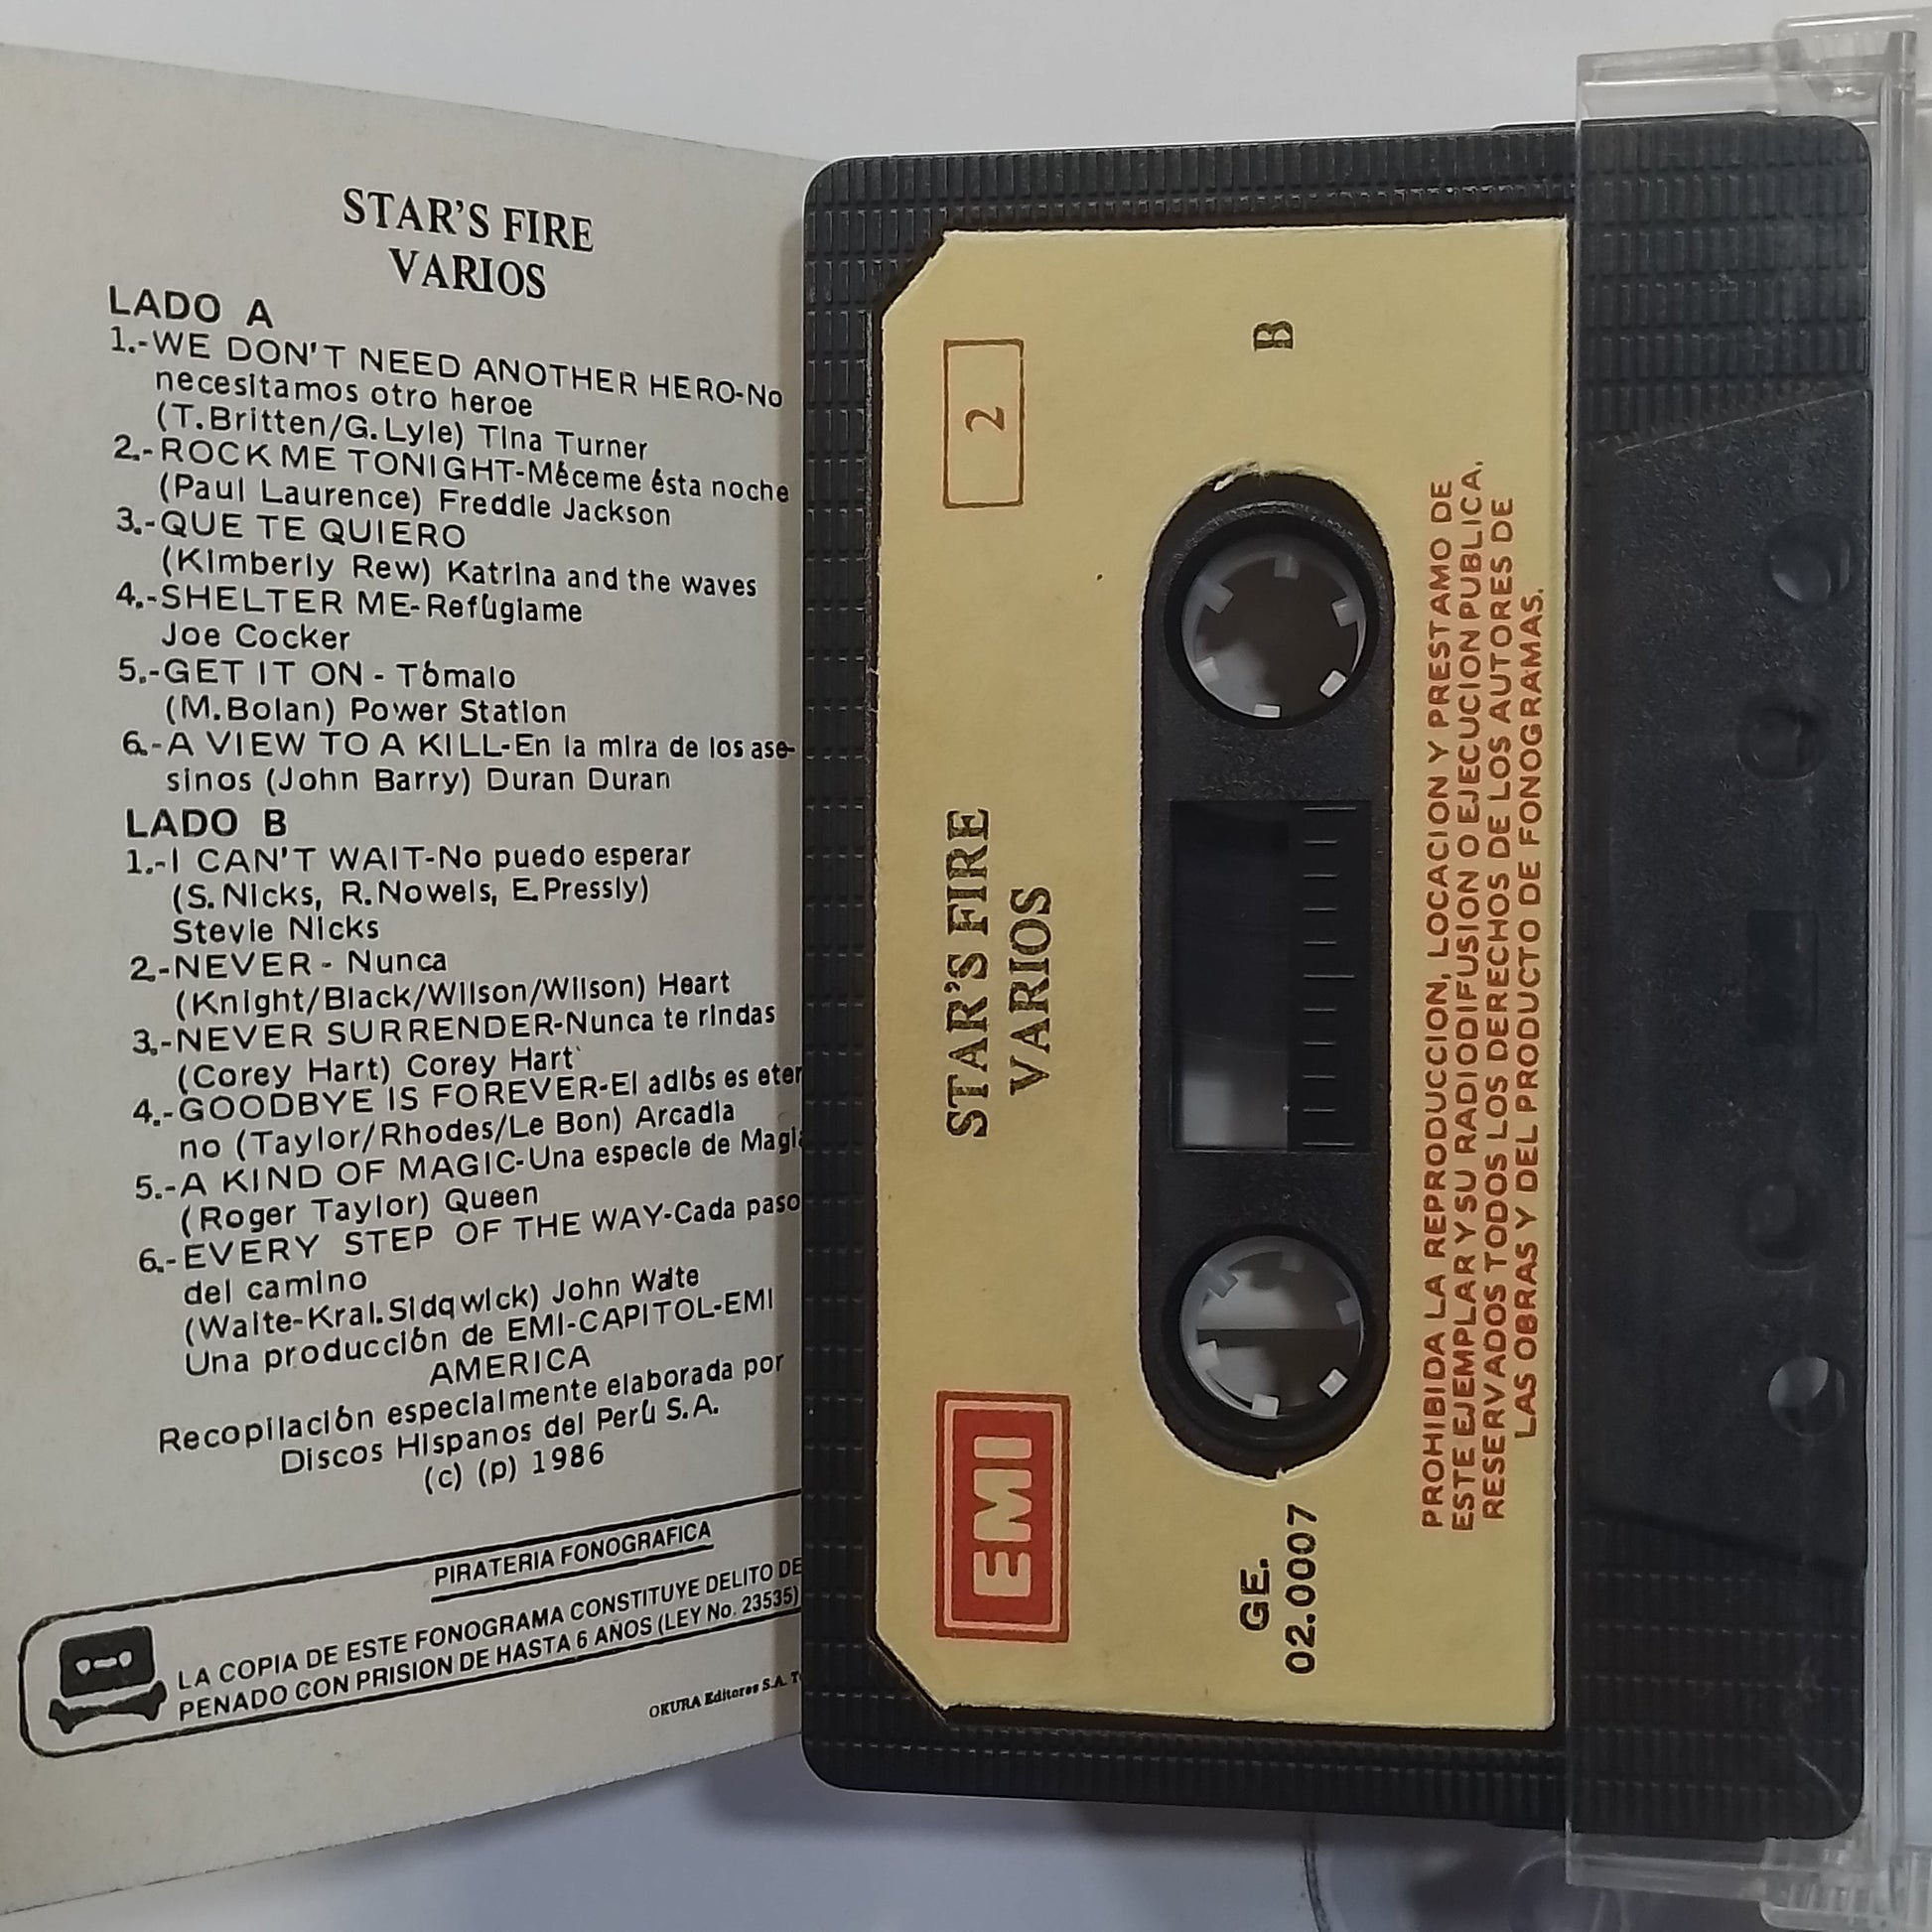 STAR'S FIRE
VARIOS
LADO A
1.-WE DON'T NEED ANOTHER HERO-No
necesitamos otro heroe
(T.Britten/G.Lyle) Tina Turner
2.-ROCK ME TONIGHT-Méceme ésta noche
(Paul Laurence) Freddie Jackson
3.-QUE TE QUIERO
(Kimberly Rew) Katrina and the waves
4.-SHELTER ME-Refúgiame
Joe Cocker
5.-GET IT ON - Tómalo
(M.Bolan) Power Station
6.-A VIEW TO A KILL-En la mira de los ase-
sinos (John Barry) Duran Duran
LADO B
1.-I CAN'T WAIT-No puedo esperar
(S.Nicks, R.Nowels, E.Pressly)
Stevie Nicks
2.-NEVER - Nunca
(Knight/Black/Wilson/Wilson) Heart
3.-NEVER SURRENDER-Nunca te rindas
(Corey Hart) Corey Hart
4.-GOODBYE IS FOREVER-El adiós es eter
no (Taylor/Rhodes/Le Bon) Arcadia
5.-A KIND OF MAGIC-Una especie de Magi
(Roger Taylor) Queen
6.-EVERY STEP OF THE WAY-Cada paso
del camino
(Waite-Kral.Sidqwick) John Waite
Una producción de EMI-CAPITOL-EMI
AMERICA
Recopilación especialmente elaborada por
Discos Hispanos del Perú S.A.
(c) (p) 1986
PIRATERIA FONOGRAFICA
LA COPIA DE ESTE FONOGRAMA CONSTITUYE DELITO DE
PENADO CON PRISION DE HASTA 6 AÑOS (LEY No. 23535)
OKURA Editores S.A.
2
B
STAR'S FIRE
VARIOS
EMI
GE.
02.0007
PROHIBIDA LA REPRODUCCION, LOCACION Y PRESTAMO DE
ESTE EJEMPLAR Y SU RADIODIFUSION O EJECUCION PUBLICA.
RESERVADOS TODOS LOS DERECHOS DE LOS AUTORES DE
LAS OBRAS Y DEL PRODUCTO DE FONOGRAMAS.